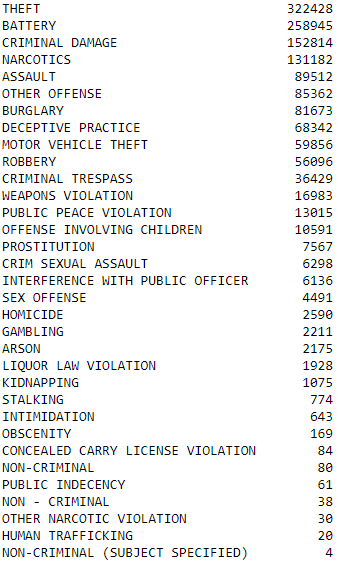 THEFT 322428
BATTERY 258945
CRIMINAL DAMAGE 152814
NARCOTICS 131182
ASSAULT 89512
OTHER OFFENSE 85362
BURGLARY 81673
DECEPTIVE PRACTICE 68342
MOTOR VEHICLE THEFT 59856
ROBBERY 56096
CRIMINAL TRESPASS 36429
WEAPONS VIOLATION 16983
PUBLIC PEACE VIOLATION 13015
OFFENSE INVOLVING CHILDREN 10591
PROSTITUTION 7567
CRIM SEXUAL ASSAULT 6298
INTERFERENCE WITH PUBLIC OFFICER 6136
SEX OFFENSE 4491
HOMICIDE 2590
GAMBLING 2211
ARSON 2175
LIQUOR LAW VIOLATION 1928
KIDNAPPING 1075
STALKING 774
INTIMIDATION 643
OBSCENITY 169
CONCEALED CARRY LICENSE VIOLATION 84
NON-CRIMINAL 80
PUBLIC INDECENCY 61
NON - CRIMINAL 38
OTHER NARCOTIC VIOLATION 30
HUMAN TRAFFICKING 20
NON-CRIMINAL (SUBJECT SPECIFIED) 4